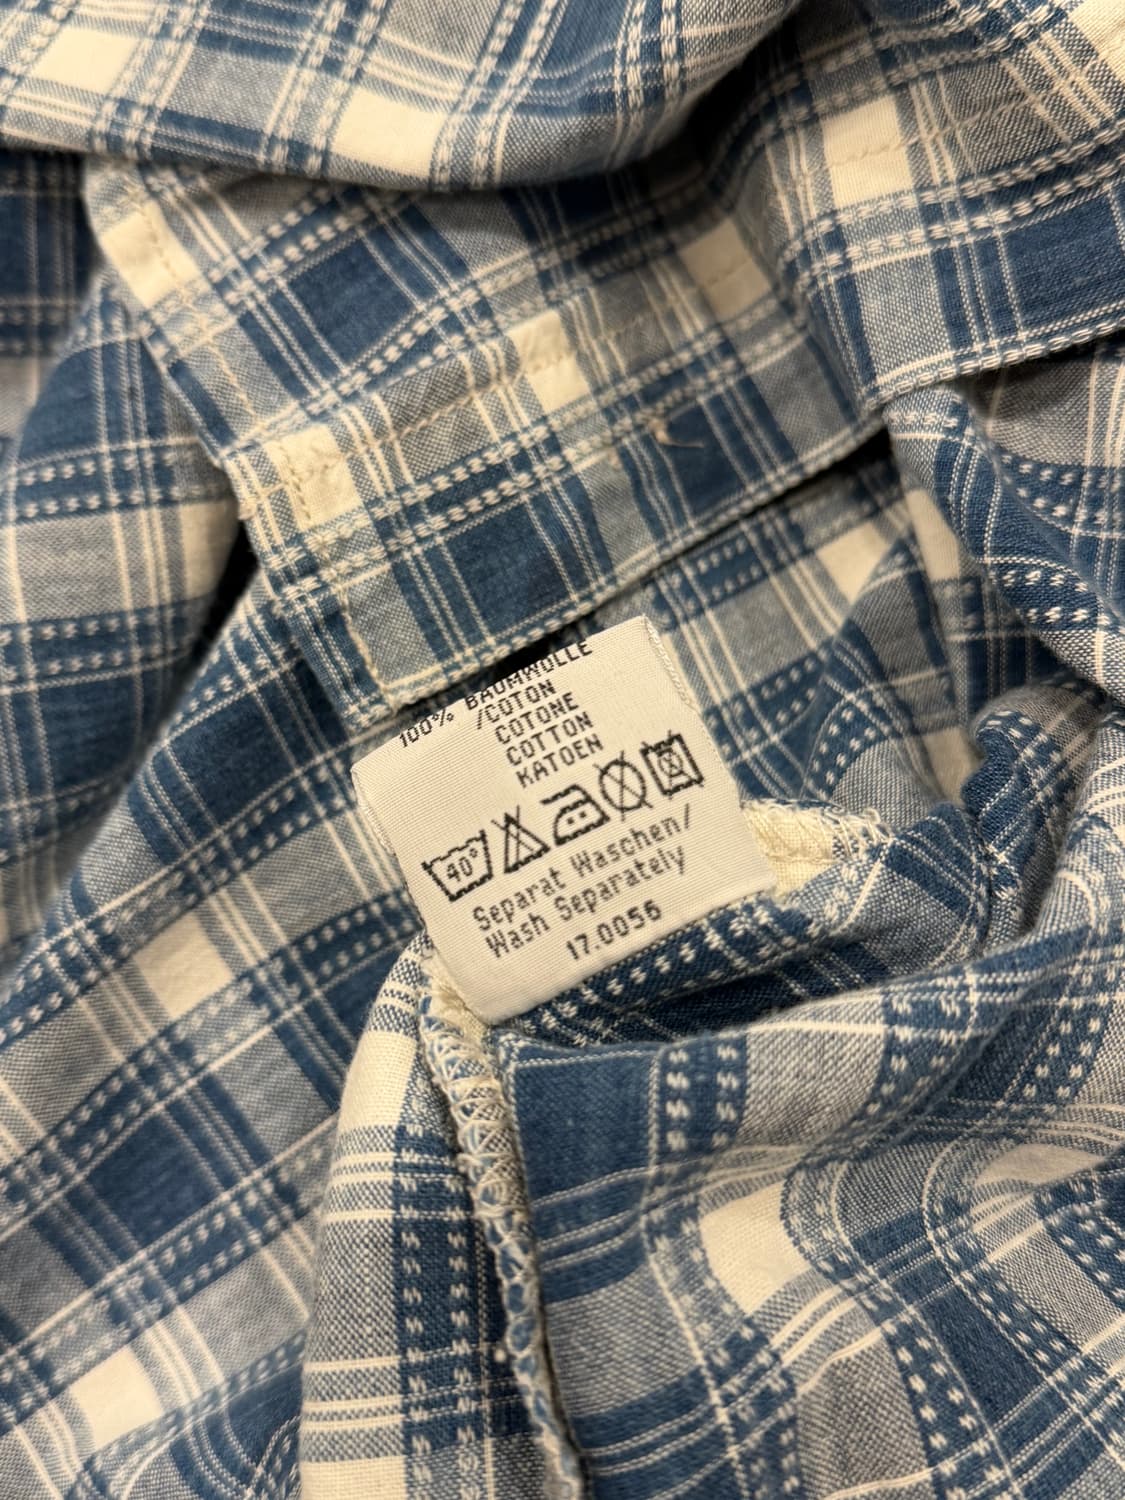 100% BAUMWOLLE
/COTON
COTONE
COTTON
KATOEN
40°
Separat Waschen/
Wash Separately
17.0056